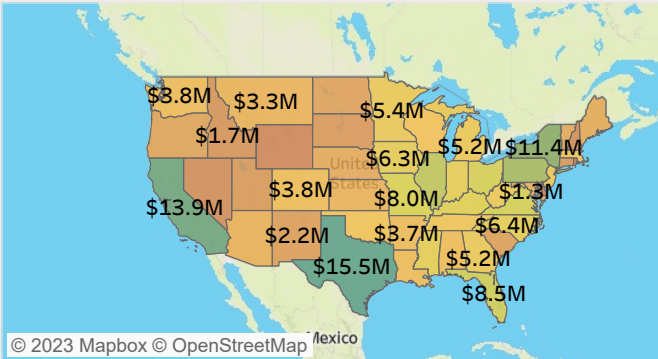 $3.8M
$3.3M
$5.4M
$1.7M
$5.2M
$11.4M
United
States
$6.3M
$3.8M
$8.0M
$1.3M
$13.9M
$2.2M
$3.7M
$6.4M
$15.5M
$5.2M
$8.5M
Mexico
© 2023 Mapbox © OpenStreetMap